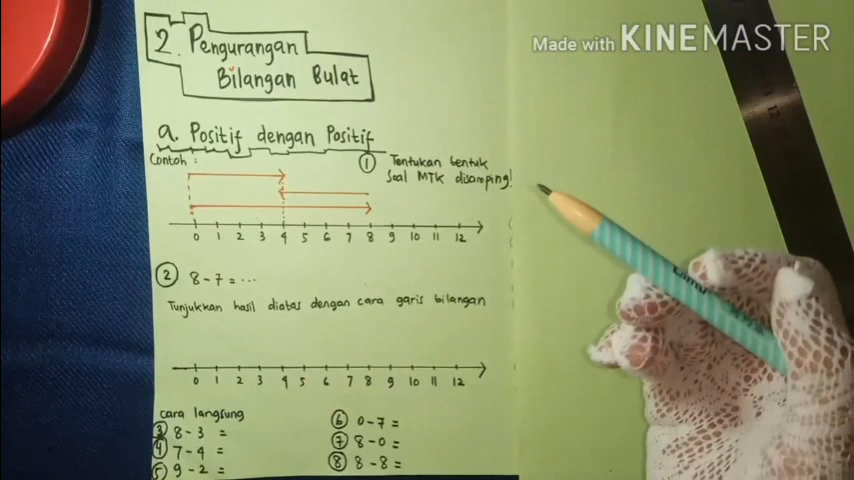 Made with KINEMASTER
2. Pengurangan
Bilangan Bulat
a. Positif dengan Positif
Contoh :
① Tentukan bentuk
Soal MTK disamping!
0 1 2 3 4 5 6 7 8 9 10 11 12
② 8 - 7 = ...
Tunjukkan hasil diatas dengan cara garis bilangan
0 1 2 3 4 5 6 7 8 9 10 11 12
cara langsung
③ 8 - 3 =
④ 7 - 4 =
⑤ 9 - 2 =
⑥ 0 - 7 =
⑦ 8 - 0 =
⑧ 8 - 8 =
12